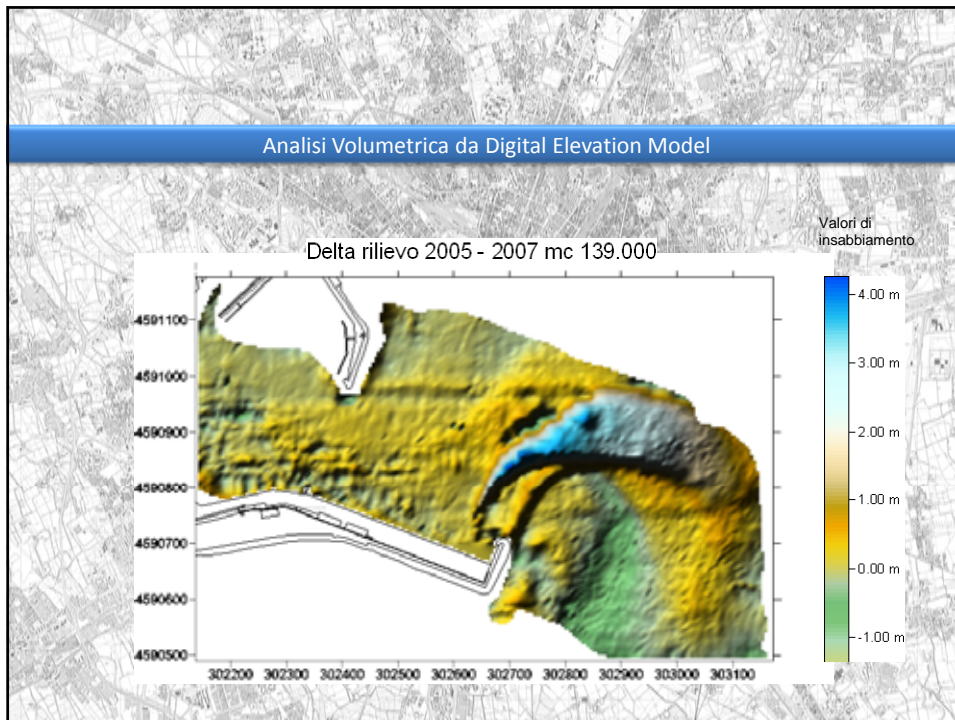 Analisi Volumetrica da Digital Elevation Model
Valori di
insabbiamento
Delta rilievo 2005 - 2007 mc 139.000
4.00 m
3.00 m
2.00 m
1.00 m
0.00 m
-1.00 m
4591100
4591000
4590900
4590800
4590700
4590600
4590500
302200 302300 302400 302500 302600 302700 302800 302900 303000 303100